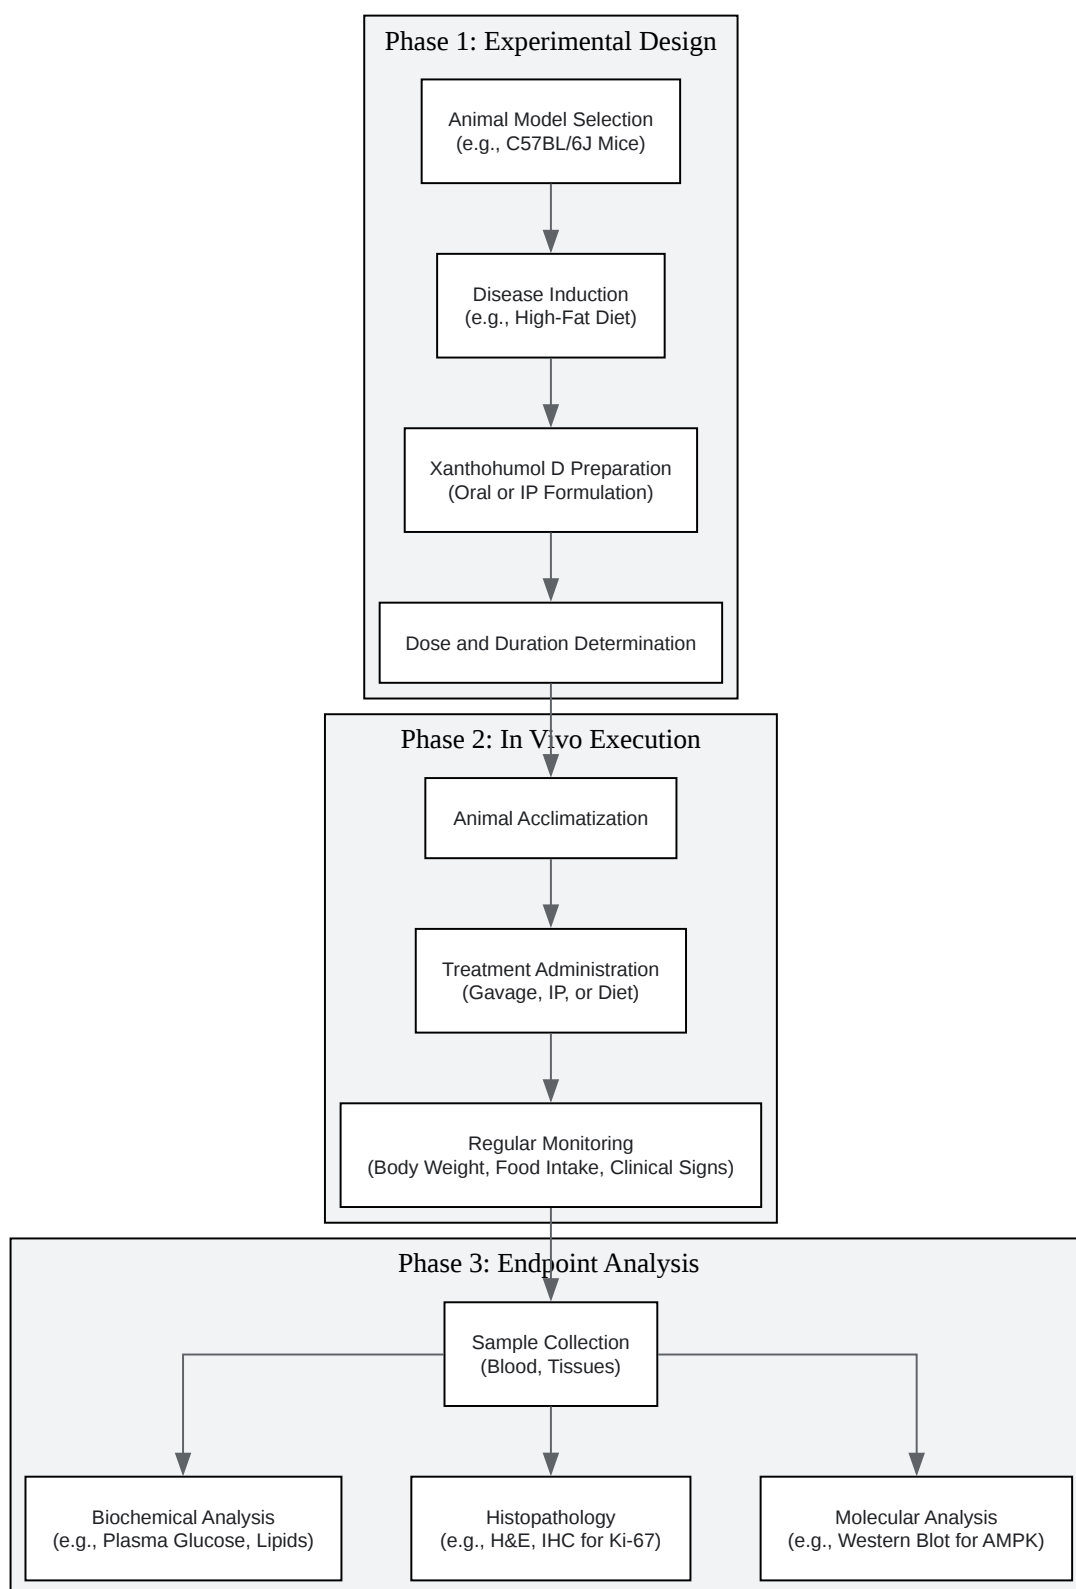 Phase 1: Experimental Design
Animal Model Selection
(e.g., C57BL/6J Mice)
Disease Induction
(e.g., High-Fat Diet)
Xanthohumol D Preparation
(Oral or IP Formulation)
Dose and Duration Determination
Phase 2: In Vivo Execution
Animal Acclimatization
Treatment Administration
(Gavage, IP, or Diet)
Regular Monitoring
(Body Weight, Food Intake, Clinical Signs)
Phase 3: Endpoint Analysis
Sample Collection
(Blood, Tissues)
Biochemical Analysis
(e.g., Plasma Glucose, Lipids)
Histopathology
(e.g., H&E, IHC for Ki-67)
Molecular Analysis
(e.g., Western Blot for AMPK)